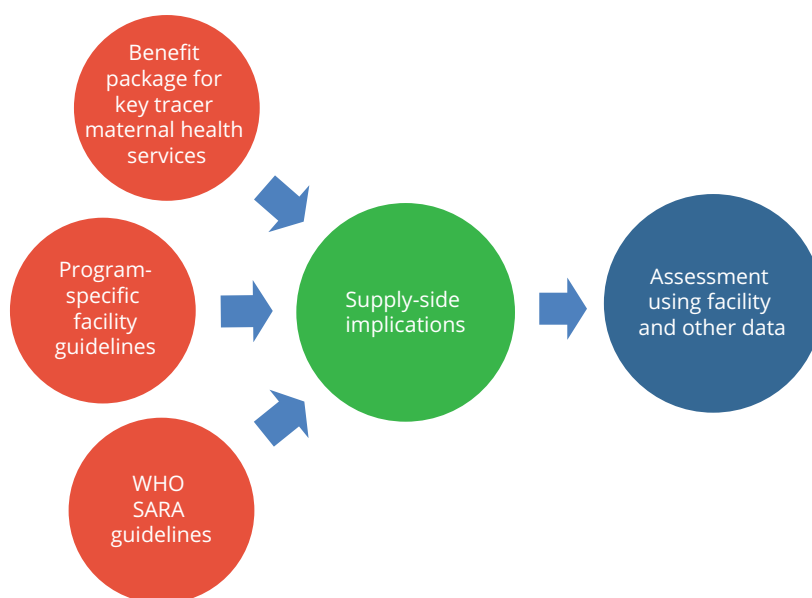 Benefit
package for
key tracer
maternal health
services
Program-
specific
facility
guidelines
WHO
SARA
guidelines
Supply-side
implications
Assessment
using facility
and other data